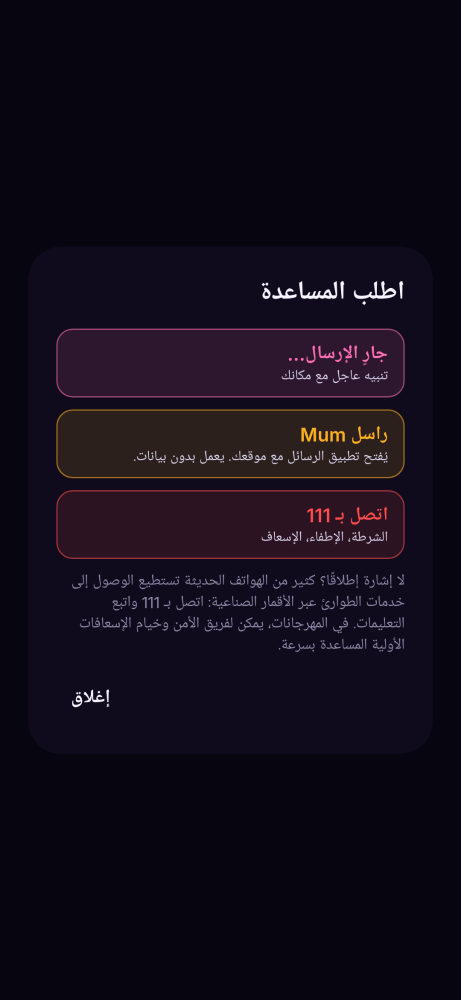 اطلب المساعدة
جارٍ الإرسال...
تنبيه عاجل مع مكانك
راسل Mum
يُفتح تطبيق الرسائل مع موقعك. يعمل بدون بيانات.
اتصل بـ 111
الشرطة، الإطفاء، الإسعاف
لا إشارة إطلاقًا؟ كثير من الهواتف الحديثة تستطيع الوصول إلى
خدمات الطوارئ عبر الأقمار الصناعية: اتصل بـ 111 واتبع
التعليمات. في المهرجانات، يمكن لفريق الأمن وخيام الإسعافات
الأولية المساعدة بسرعة.
إغلاق